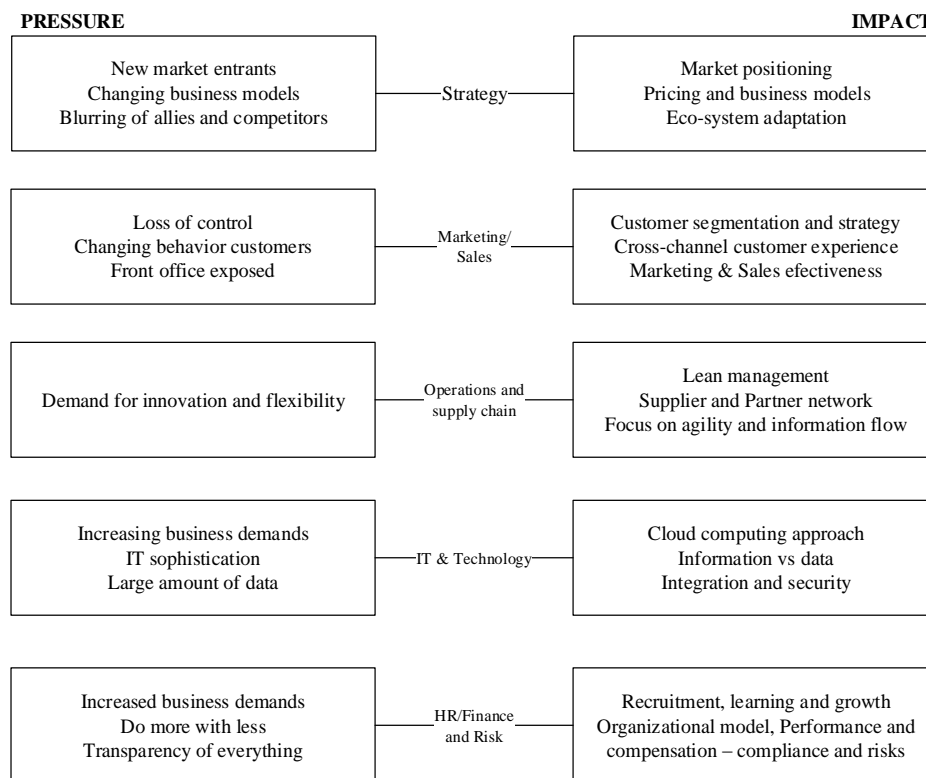 PRESSURE
IMPACT
New market entrants
Changing business models
Blurring of allies and competitors
Strategy
Market positioning
Pricing and business models
Eco-system adaptation
Loss of control
Changing behavior customers
Front office exposed
Marketing/
Sales
Customer segmentation and strategy
Cross-channel customer experience
Marketing & Sales efectiveness
Demand for innovation and flexibility
Operations and
supply chain
Lean management
Supplier and Partner network
Focus on agility and information flow
Increasing business demands
IT sophistication
Large amount of data
IT & Technology
Cloud computing approach
Information vs data
Integration and security
Increased business demands
Do more with less
Transparency of everything
HR/Finance
and Risk
Recruitment, learning and growth
Organizational model, Performance and
compensation – compliance and risks